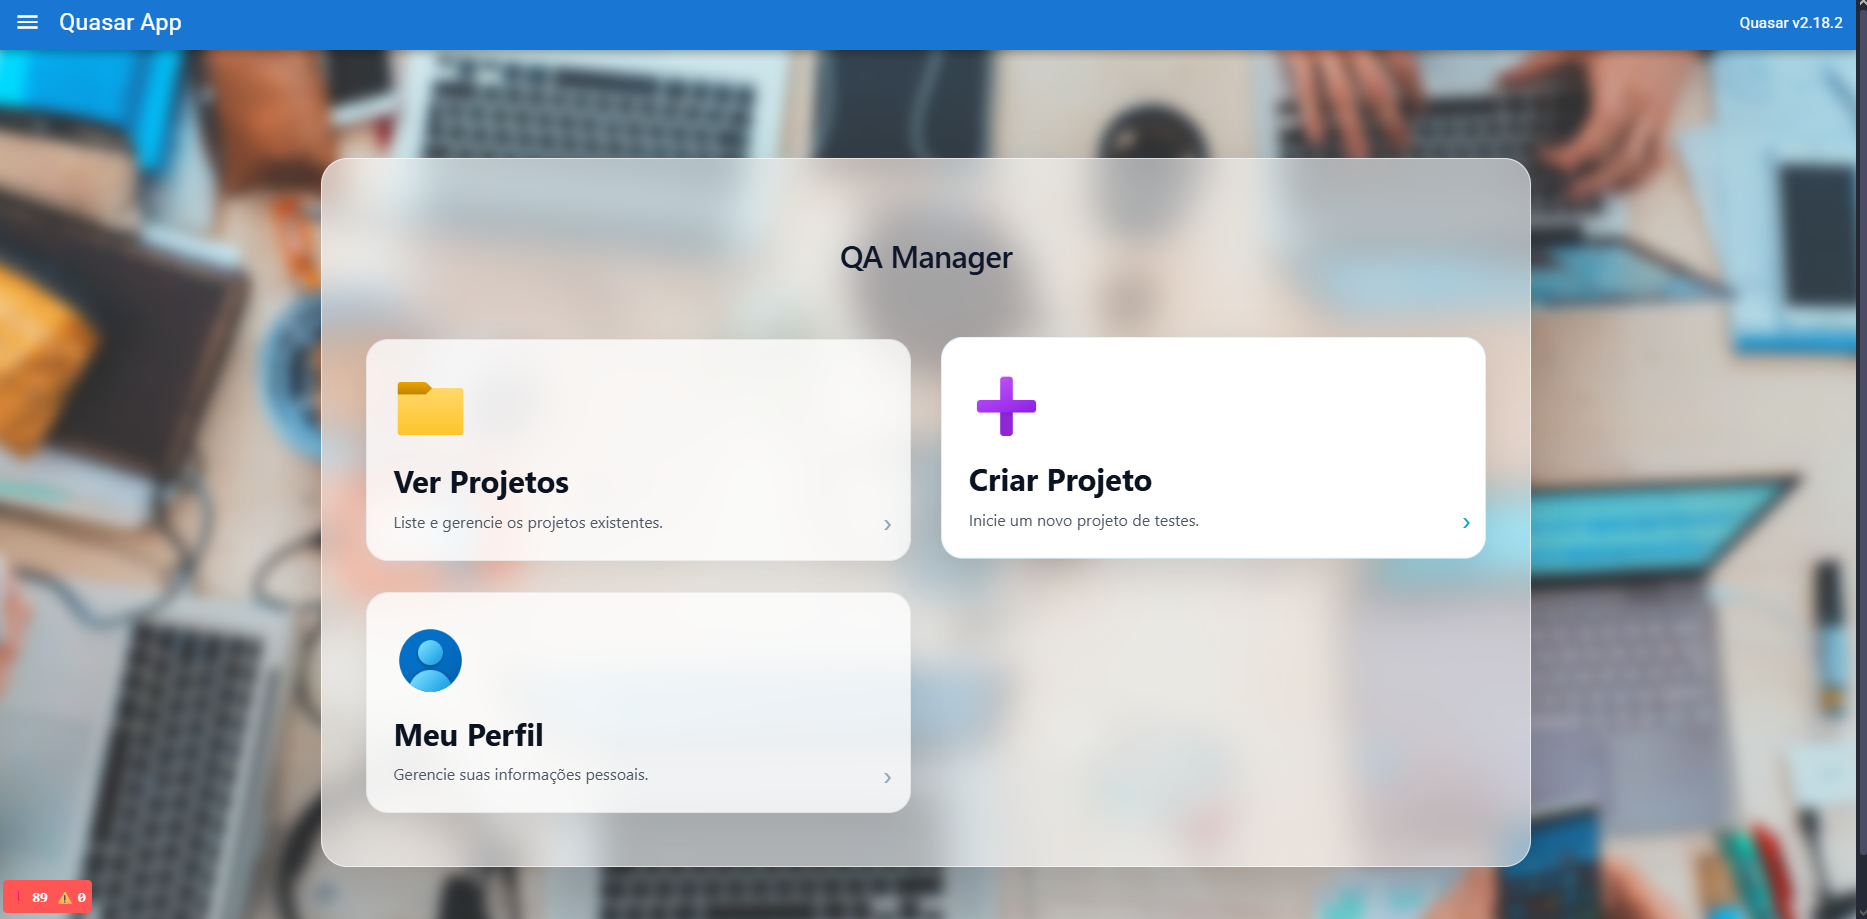 Quasar App
Quasar v2.18.2
QA Manager
Ver Projetos
Liste e gerencie os projetos existentes.
Criar Projeto
Inicie um novo projeto de testes.
Meu Perfil
Gerencie suas informações pessoais.
89 0